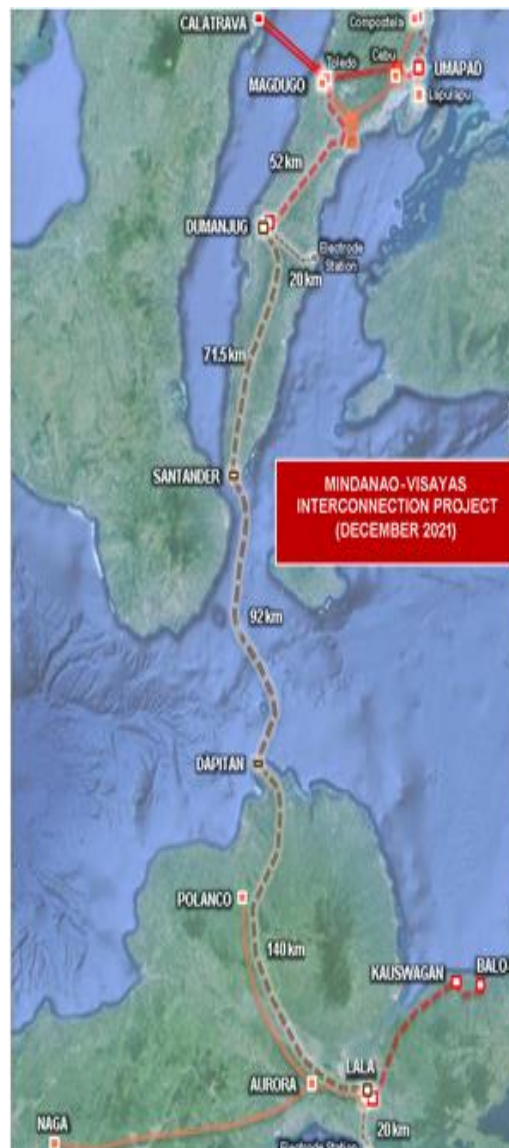 CALATRAVA
Compostela
Toledo
Cebu
UMAPAD
MAGDUGO
Lapulapu
52 km
DUMANJUG
Electrode
Station
20 km
71.5 km
SANTANDER
MINDANAO-VISAYAS
INTERCONNECTION PROJECT
(DECEMBER 2021)
92 km
DAPITAN
POLANCO
140 km
KAUSWAGAN
BALO-
LALA
AURORA
20 km
NAGA
Electrode Station